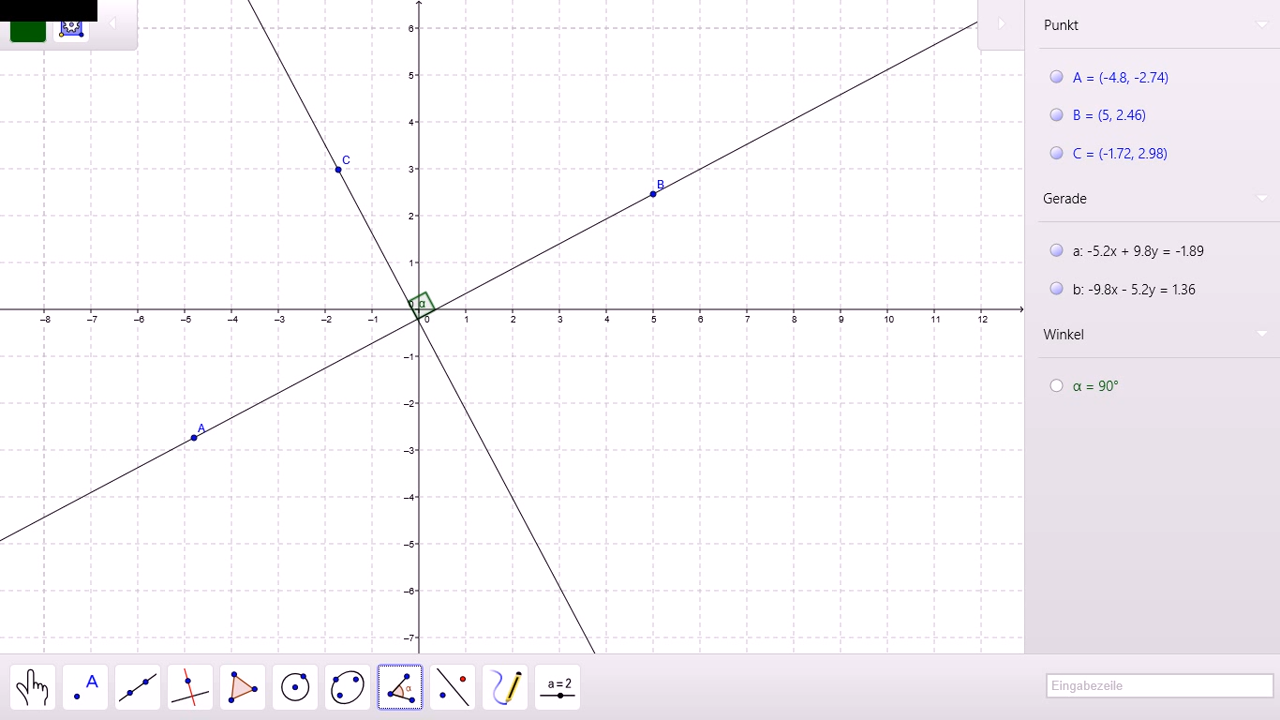 Punkt
A = (-4.8, -2.74)
B = (5, 2.46)
C = (-1.72, 2.98)
Gerade
a: -5.2x + 9.8y = -1.89
b: -9.8x - 5.2y = 1.36
Winkel
α = 90°
6
5
4
3
2
1
0
–1
–2
–3
–4
–5
–6
–7
–8 –7 –6 –5 –4 –3 –2 –1 0 1 2 3 4 5 6 7 8 9 10 11 12
C
B
α
A
A
α
a = 2
Eingabezeile